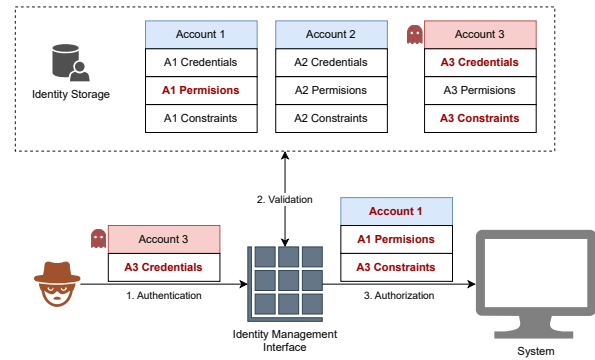 Account 1
Account 2
Account 3
A1 Credentials
A2 Credentials
A3 Credentials
A1 Permisions
A2 Permisions
A3 Permisions
A1 Constraints
A2 Constraints
A3 Constraints
Identity Storage
2. Validation
Account 3
A3 Credentials
1. Authentication
Account 1
A1 Permisions
A3 Constraints
3. Authorization
Identity Management
Interface
System